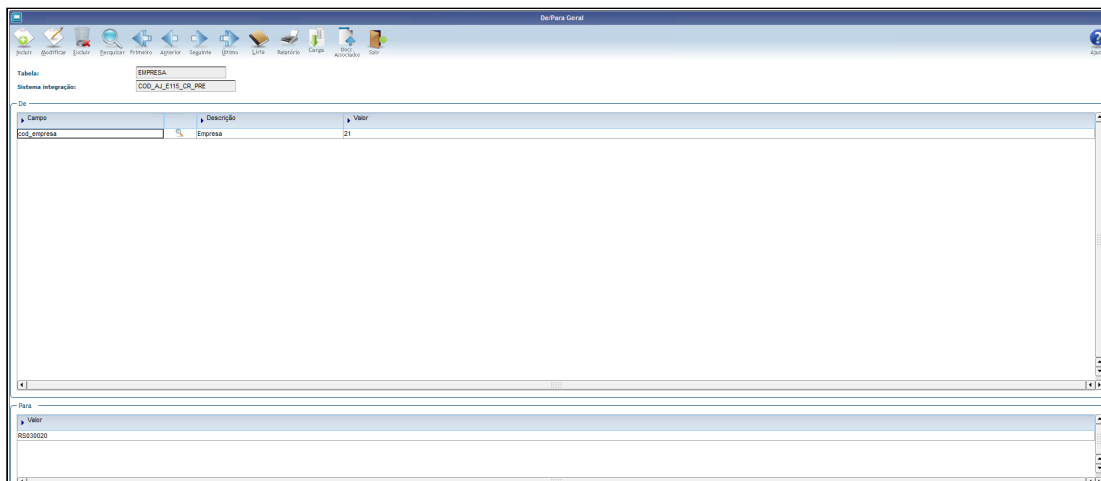 De/Para Geral
Incluir Modificar Excluir Pesquisar Primeiro Anterior Seguinte Último Lista Relatório Carga Docs Associados Sair
Tabela: EMPRESA
Sistema integração: COD_AJ_E115_CR_PRE
De
Campo Descrição Valor
cod_empresa Empresa 21
Para
Valor
RS030020